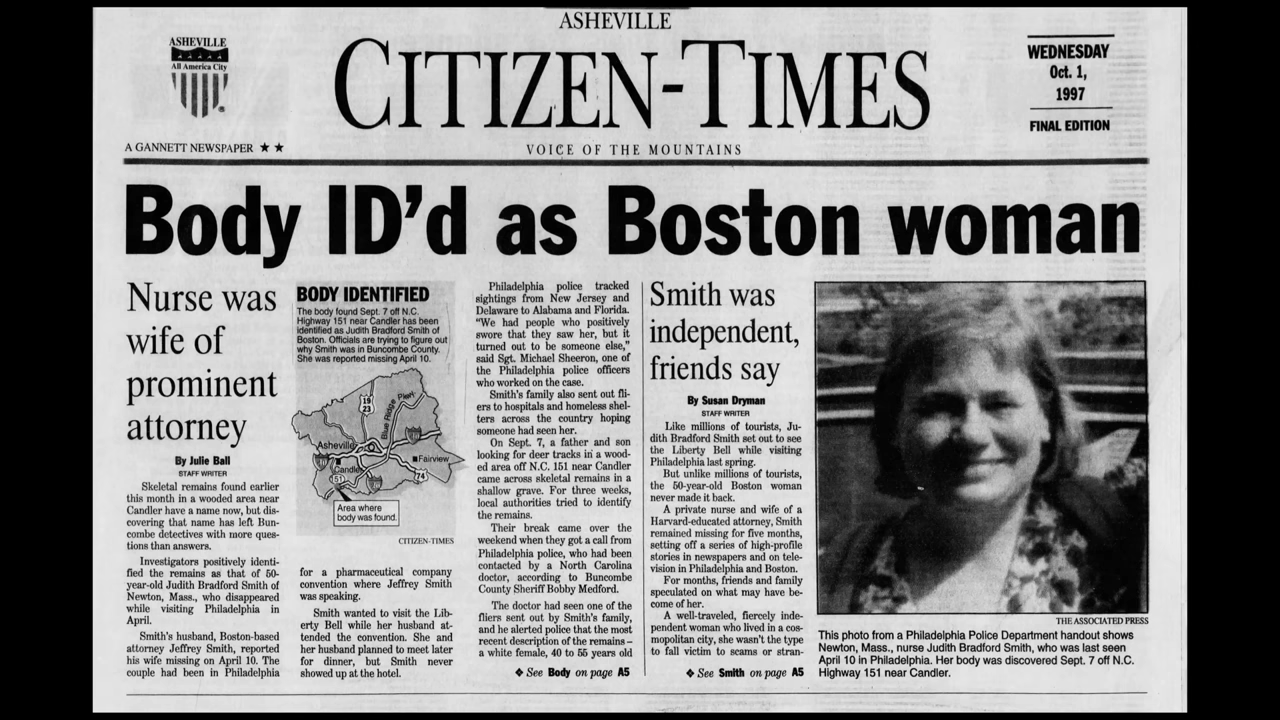 ASHEVILLE
CITIZEN-TIMES
VOICE OF THE MOUNTAINS
ASHEVILLE
All America City
A GANNETT NEWSPAPER ★ ★
WEDNESDAY
Oct. 1,
1997
FINAL EDITION
Body ID'd as Boston woman
Nurse was
wife of
prominent
attorney
By Julie Ball
STAFF WRITER
Skeletal remains found earlier
this month in a wooded area near
Candler have a name now, but dis-
covering that name has left Bun-
combe detectives with more ques-
tions than answers.
Investigators positively identi-
fied the remains as that of 50-
year-old Judith Bradford Smith of
Newton, Mass., who disappeared
while visiting Philadelphia in
April.
Smith's husband, Boston-based
attorney Jeffrey Smith, reported
his wife missing on April 10. The
couple had been in Philadelphia
BODY IDENTIFIED
The body found Sept. 7 off N.C.
Highway 151 near Candler has been
identified as Judith Bradford Smith of
Boston. Officials are trying to figure out
why Smith was in Buncombe County.
She was reported missing April 10.
19
23
Blue Ridge Pkwy.
Asheville
Fairview
Candler
151
74
Area where
body was found.
CITIZEN-TIMES
for a pharmaceutical company
convention where Jeffrey Smith
was speaking.
Smith wanted to visit the Lib-
erty Bell while her husband at-
tended the convention. She and
her husband planned to meet later
for dinner, but Smith never
showed up at the hotel.
Philadelphia police tracked
sightings from New Jersey and
Delaware to Alabama and Florida.
"We had people who positively
swore that they saw her, but it
turned out to be someone else,"
said Sgt. Michael Sheeron, one of
the Philadelphia police officers
who worked on the case.
Smith's family also sent out fli-
ers to hospitals and homeless shel-
ters across the country hoping
someone had seen her.
On Sept. 7, a father and son
looking for deer tracks in a wood-
ed area off N.C. 151 near Candler
came across skeletal remains in a
shallow grave. For three weeks,
local authorities tried to identify
the remains.
Their break came over the
weekend when they got a call from
Philadelphia police, who had been
contacted by a North Carolina
doctor, according to Buncombe
County Sheriff Bobby Medford.
The doctor had seen one of the
fliers sent out by Smith's family,
and he alerted police that the most
recent description of the remains –
a white female, 40 to 55 years old
❖ See Body on page A5
Smith was
independent,
friends say
By Susan Dryman
STAFF WRITER
Like millions of tourists, Ju-
dith Bradford Smith set out to see
the Liberty Bell while visiting
Philadelphia last spring.
But unlike millions of tourists,
the 50-year-old Boston woman
never made it back.
A private nurse and wife of a
Harvard-educated attorney, Smith
remained missing for five months,
setting off a series of high-profile
stories in newspapers and on tele-
vision in Philadelphia and Boston.
For months, friends and family
speculated on what may have be-
come of her.
A well-traveled, fiercely inde-
pendent woman who lived in a cos-
mopolitan city, she wasn't the type
to fall victim to scams or stran-
❖ See Smith on page A5
THE ASSOCIATED PRESS
This photo from a Philadelphia Police Department handout shows
Newton, Mass., nurse Judith Bradford Smith, who was last seen
April 10 in Philadelphia. Her body was discovered Sept. 7 off N.C.
Highway 151 near Candler.